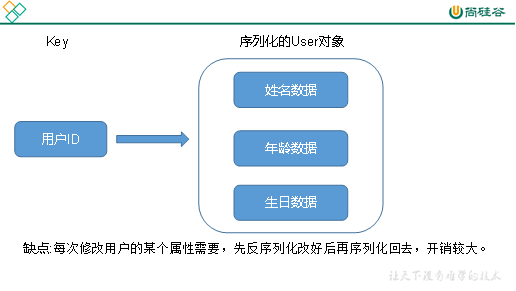 尚硅谷
Key
序列化的User对象
姓名数据
用户ID
年龄数据
生日数据
缺点:每次修改用户的某个属性需要，先反序列化改好后再序列化回去，开销较大。
让天下没有难学的技术